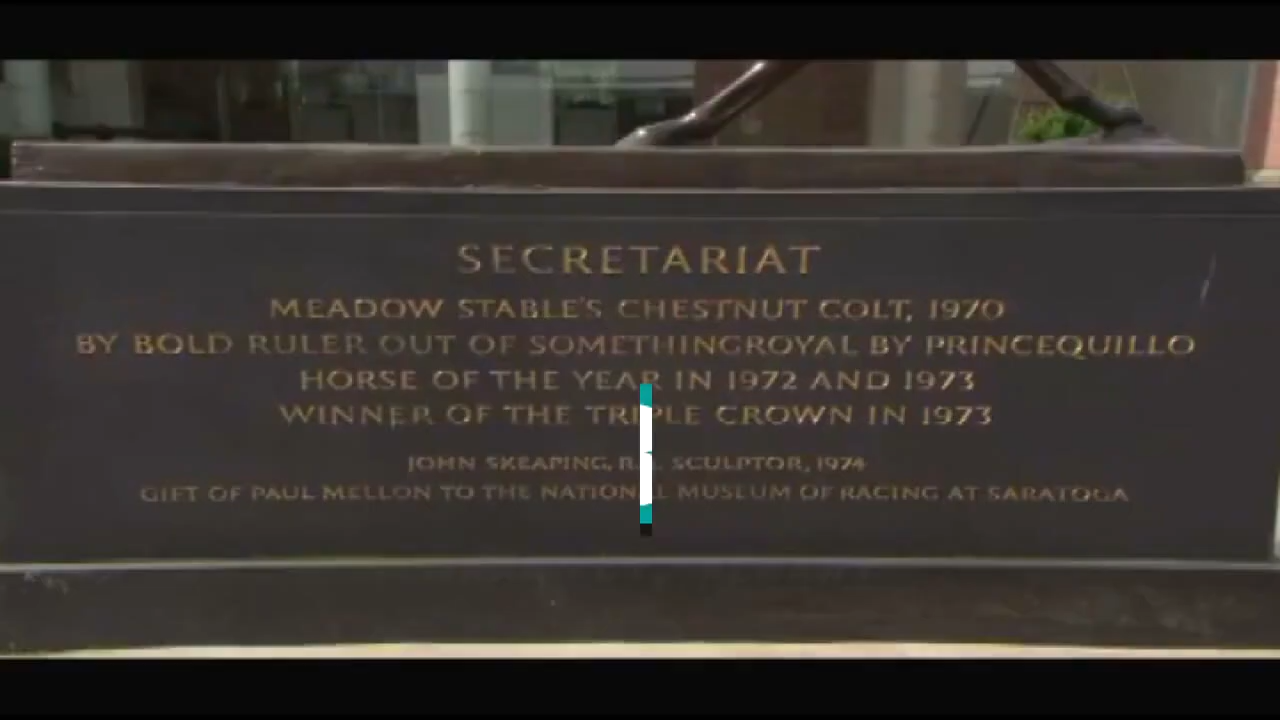 SECRETARIAT
MEADOW STABLE'S CHESTNUT COLT, 1970
BY BOLD RULER OUT OF SOMETHINGROYAL BY PRINCEQUILLO
HORSE OF THE YEAR IN 1972 AND 1973
WINNER OF THE TRIPLE CROWN IN 1973
JOHN SKEAPING, SCULPTOR, 1974
GIFT OF PAUL MELLON TO THE NATIONAL MUSEUM OF RACING AT SARATOGA